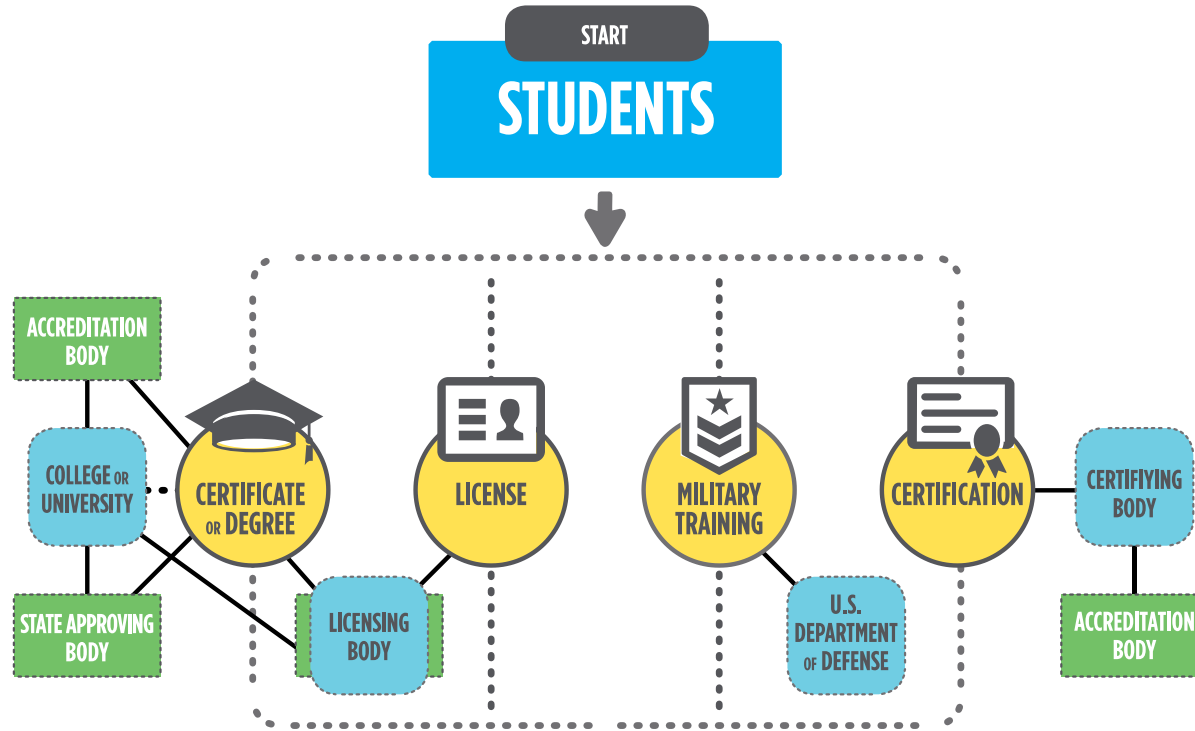 START
STUDENTS
ACCREDITATION
BODY
COLLEGE OR
UNIVERSITY
STATE APPROVING
BODY
CERTIFICATE
OR DEGREE
LICENSE
LICENSING
BODY
MILITARY
TRAINING
U.S.
DEPARTMENT
OF DEFENSE
CERTIFICATION
CERTIFIYING
BODY
ACCREDITATION
BODY